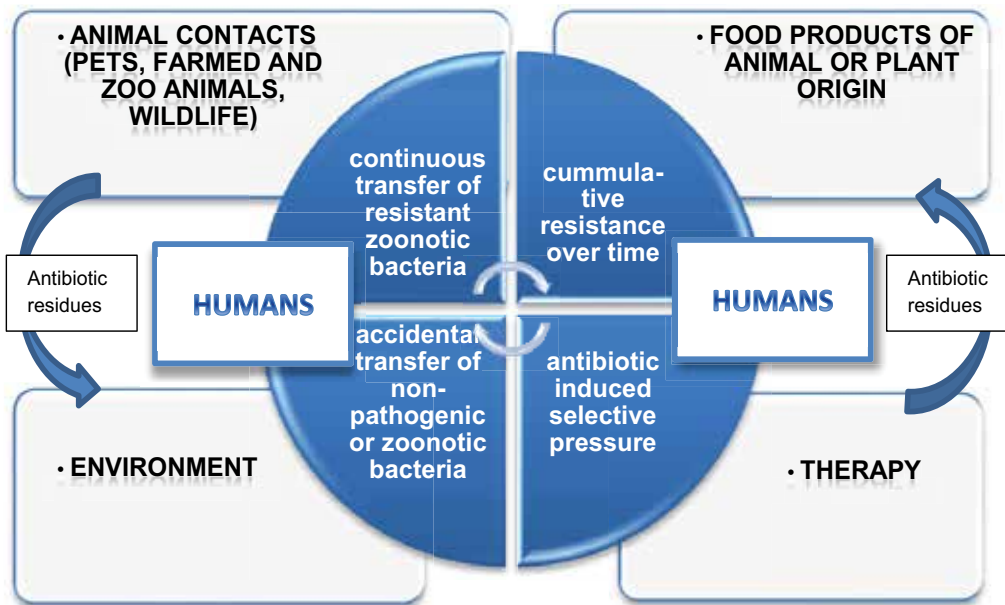 • ANIMAL CONTACTS
(PETS, FARMED AND
ZOO ANIMALS,
WILDLIFE)
• FOOD PRODUCTS OF
ANIMAL OR PLANT
ORIGIN
continuous
transfer of
resistant
zoonotic
bacteria
cummula-
tive
resistance
over time
Antibiotic
residues
HUMANS
HUMANS
Antibiotic
residues
accidental
transfer of
non-
pathogenic
or zoonotic
bacteria
antibiotic
induced
selective
pressure
• ENVIRONMENT
• THERAPY